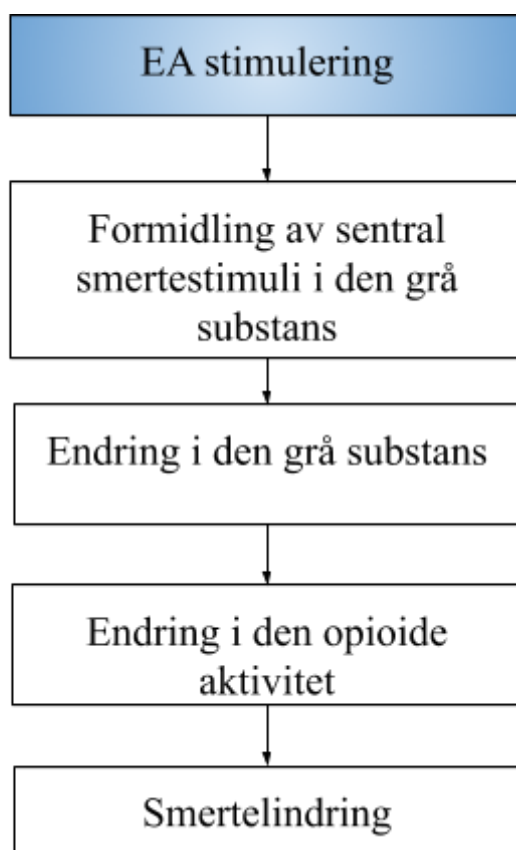 EA stimulering
Formidling av sentral
smertestimuli i den grå
substans
Endring i den grå substans
Endring i den opioide
aktivitet
Smertelindring